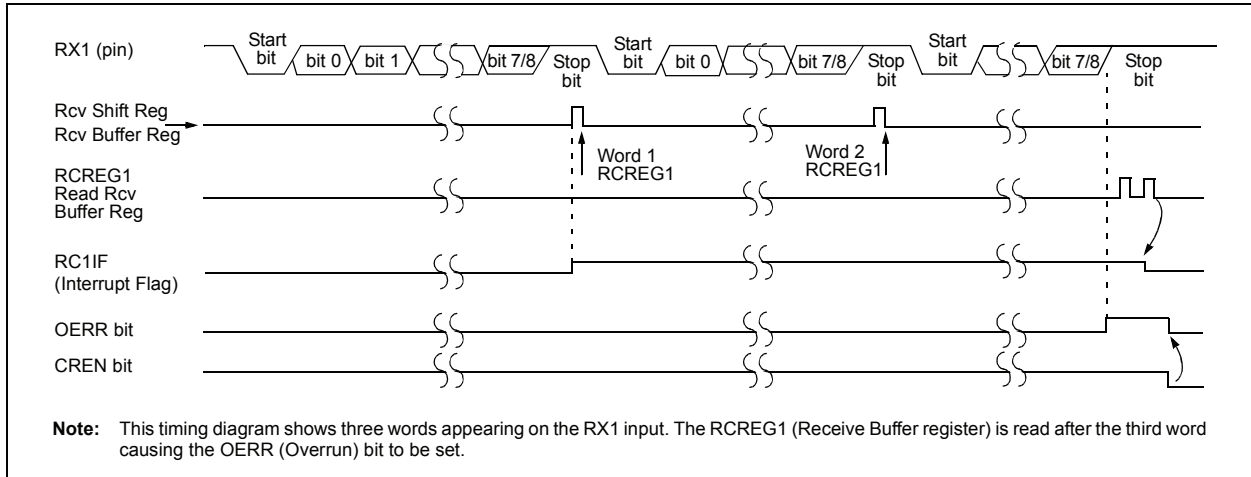 RX1 (pin)
Start bit
bit 0
bit 1
bit 7/8
Stop bit
Start bit
bit 0
bit 7/8
Stop bit
Start bit
bit 7/8
Stop bit
Rcv Shift Reg
Rcv Buffer Reg
Word 1
RCREG1
Word 2
RCREG1
RCREG1
Read Rcv
Buffer Reg
RC1IF
(Interrupt Flag)
OERR bit
CREN bit
Note: This timing diagram shows three words appearing on the RX1 input. The RCREG1 (Receive Buffer register) is read after the third word
causing the OERR (Overrun) bit to be set.